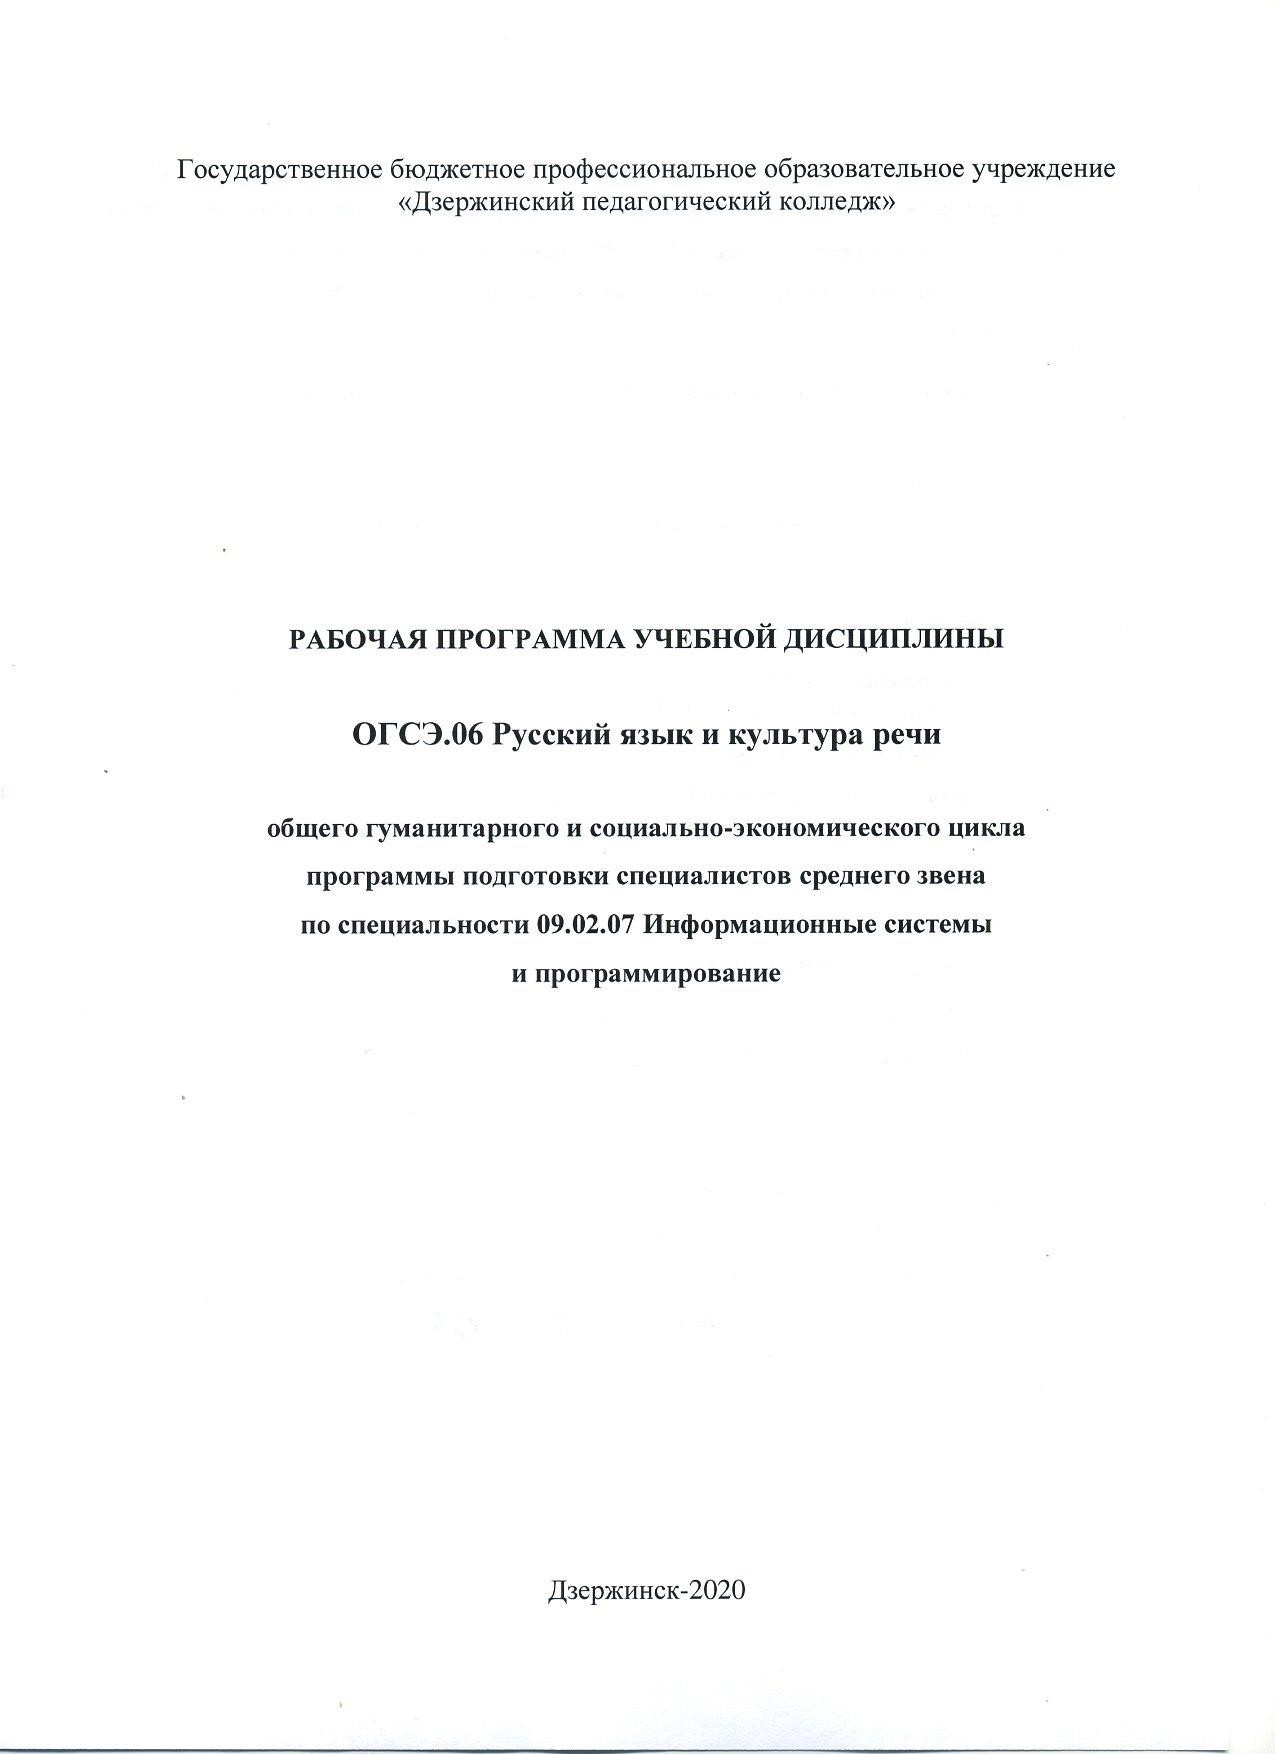 Государственное бюджетное профессиональное образовательное учреждение
«Дзержинский педагогический колледж»
РАБОЧАЯ ПРОГРАММА УЧЕБНОЙ ДИСЦИПЛИНЫ
ОГСЭ.06 Русский язык и культура речи
общего гуманитарного и социально-экономического цикла
программы подготовки специалистов среднего звена
по специальности 09.02.07 Информационные системы
и программирование
Дзержинск-2020